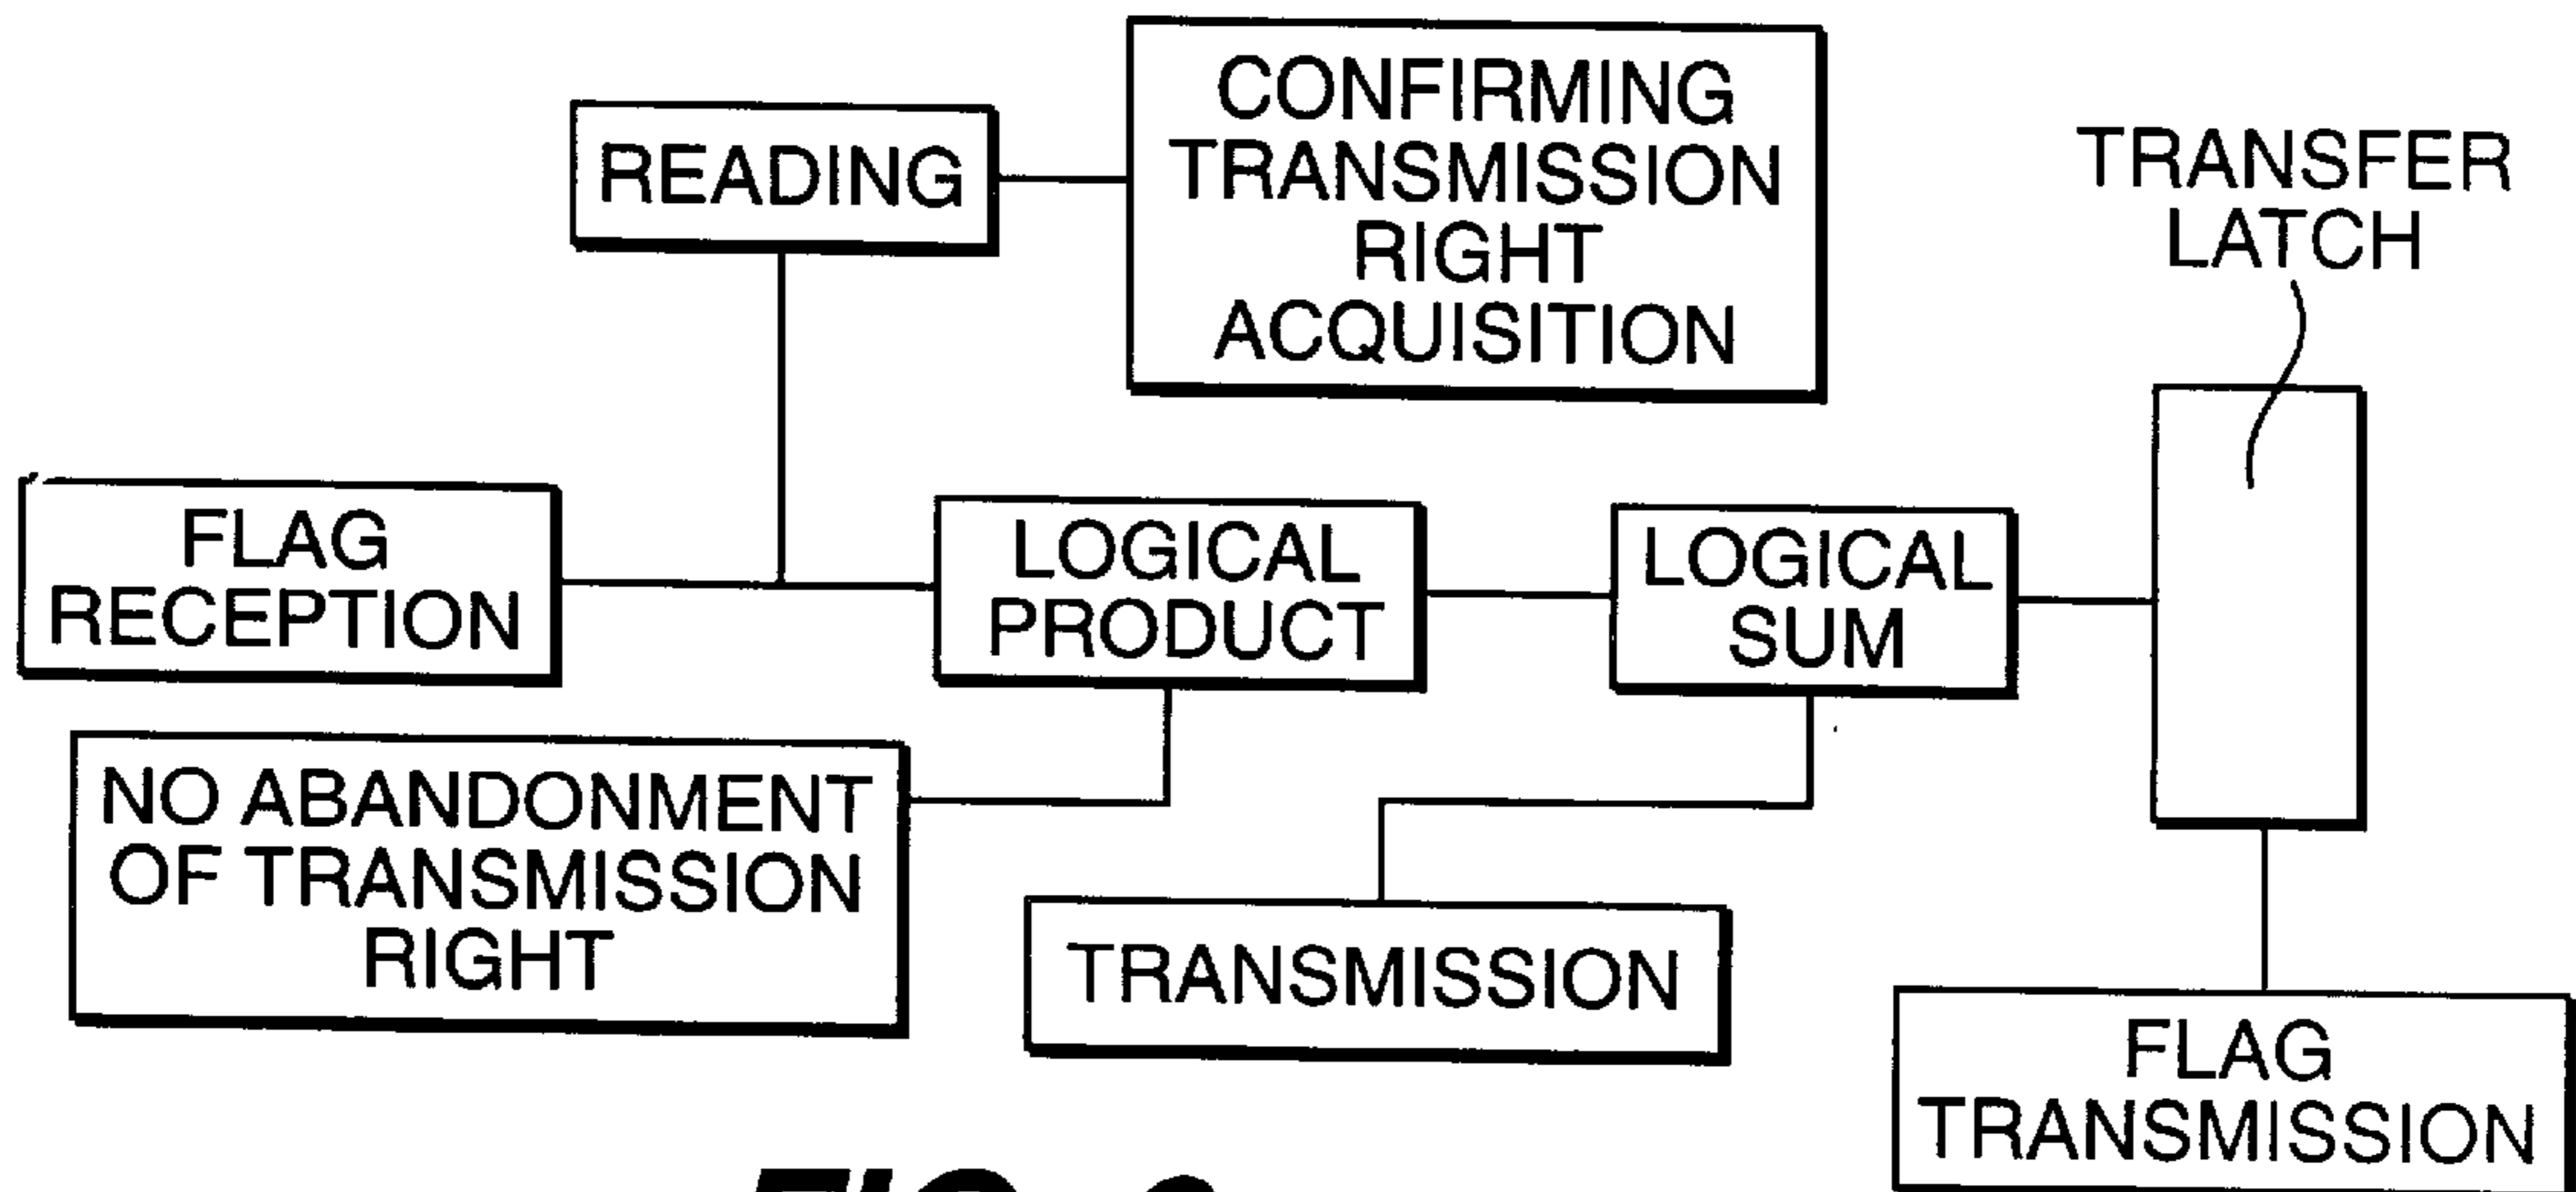 CONFIRMING
TRANSMISSION
RIGHT
ACQUISITION
READING
TRANSFER
LATCH
FLAG
RECEPTION
LOGICAL
PRODUCT
LOGICAL
SUM
NO ABANDONMENT
OF TRANSMISSION
RIGHT
TRANSMISSION
FLAG
TRANSMISSION